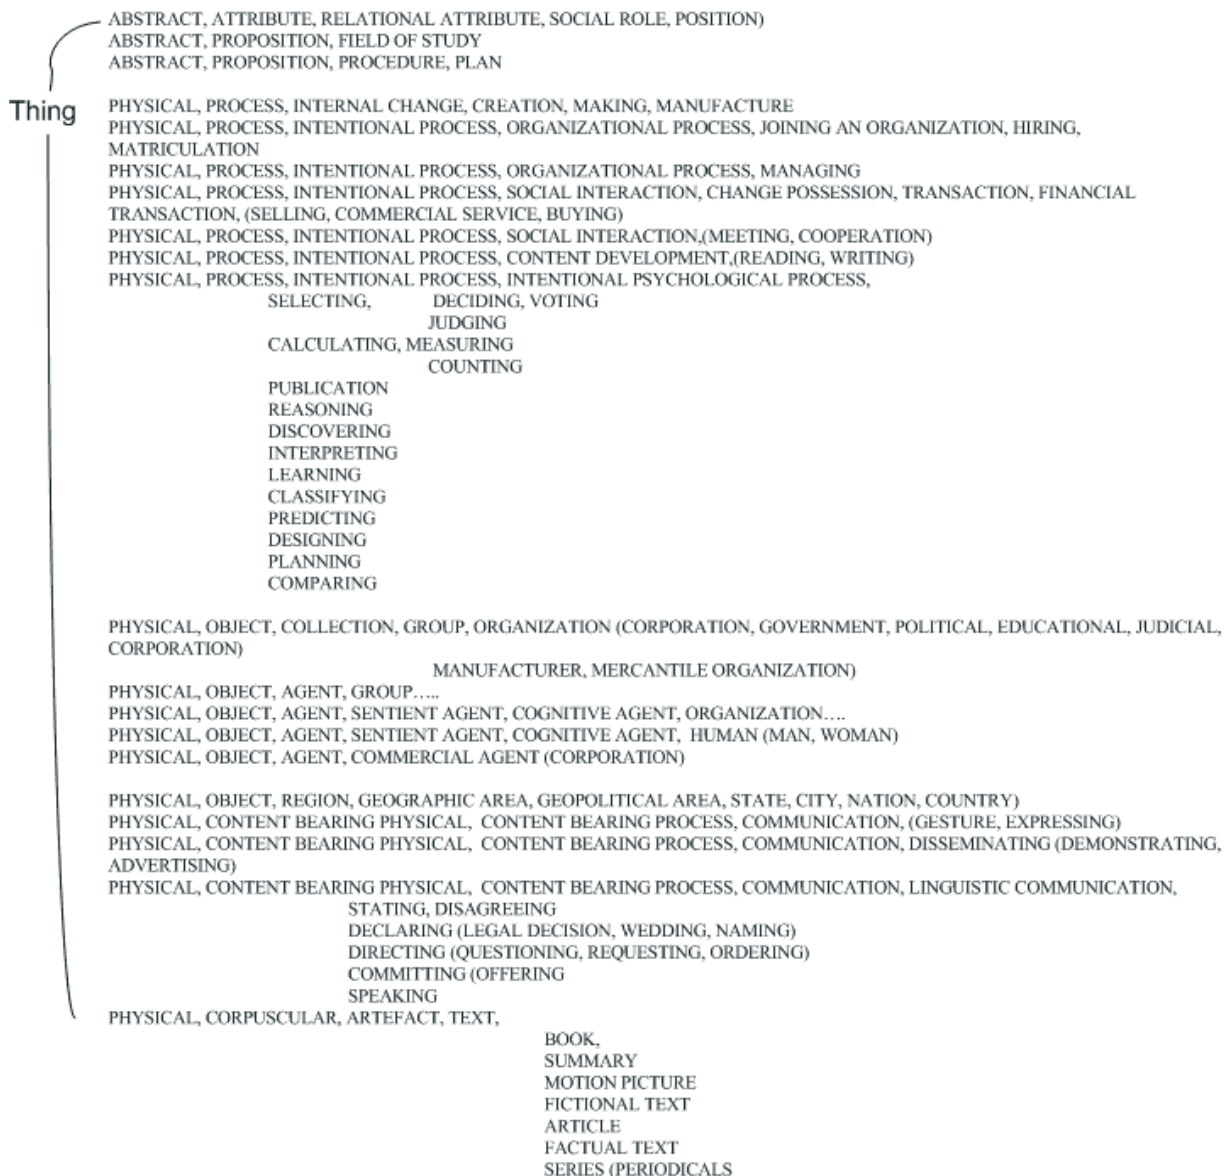 ABSTRACT, ATTRIBUTE, RELATIONAL ATTRIBUTE, SOCIAL ROLE, POSITION)
ABSTRACT, PROPOSITION, FIELD OF STUDY
ABSTRACT, PROPOSITION, PROCEDURE, PLAN
Thing
PHYSICAL, PROCESS, INTERNAL CHANGE, CREATION, MAKING, MANUFACTURE
PHYSICAL, PROCESS, INTENTIONAL PROCESS, ORGANIZATIONAL PROCESS, JOINING AN ORGANIZATION, HIRING,
MATRICULATION
PHYSICAL, PROCESS, INTENTIONAL PROCESS, ORGANIZATIONAL PROCESS, MANAGING
PHYSICAL, PROCESS, INTENTIONAL PROCESS, SOCIAL INTERACTION, CHANGE POSSESSION, TRANSACTION, FINANCIAL
TRANSACTION, (SELLING, COMMERCIAL SERVICE, BUYING)
PHYSICAL, PROCESS, INTENTIONAL PROCESS, SOCIAL INTERACTION,(MEETING, COOPERATION)
PHYSICAL, PROCESS, INTENTIONAL PROCESS, CONTENT DEVELOPMENT,(READING, WRITING)
PHYSICAL, PROCESS, INTENTIONAL PROCESS, INTENTIONAL PSYCHOLOGICAL PROCESS,
SELECTING, DECIDING, VOTING
JUDGING
CALCULATING, MEASURING
COUNTING
PUBLICATION
REASONING
DISCOVERING
INTERPRETING
LEARNING
CLASSIFYING
PREDICTING
DESIGNING
PLANNING
COMPARING
PHYSICAL, OBJECT, COLLECTION, GROUP, ORGANIZATION (CORPORATION, GOVERNMENT, POLITICAL, EDUCATIONAL, JUDICIAL,
CORPORATION)
MANUFACTURER, MERCANTILE ORGANIZATION)
PHYSICAL, OBJECT, AGENT, GROUP.....
PHYSICAL, OBJECT, AGENT, SENTIENT AGENT, COGNITIVE AGENT, ORGANIZATION....
PHYSICAL, OBJECT, AGENT, SENTIENT AGENT, COGNITIVE AGENT, HUMAN (MAN, WOMAN)
PHYSICAL, OBJECT, AGENT, COMMERCIAL AGENT (CORPORATION)
PHYSICAL, OBJECT, REGION, GEOGRAPHIC AREA, GEOPOLITICAL AREA, STATE, CITY, NATION, COUNTRY)
PHYSICAL, CONTENT BEARING PHYSICAL, CONTENT BEARING PROCESS, COMMUNICATION, (GESTURE, EXPRESSING)
PHYSICAL, CONTENT BEARING PHYSICAL, CONTENT BEARING PROCESS, COMMUNICATION, DISSEMINATING (DEMONSTRATING,
ADVERTISING)
PHYSICAL, CONTENT BEARING PHYSICAL, CONTENT BEARING PROCESS, COMMUNICATION, LINGUISTIC COMMUNICATION,
STATING, DISAGREEING
DECLARING (LEGAL DECISION, WEDDING, NAMING)
DIRECTING (QUESTIONING, REQUESTING, ORDERING)
COMMITTING (OFFERING
SPEAKING
PHYSICAL, CORPUSCULAR, ARTEFACT, TEXT,
BOOK,
SUMMARY
MOTION PICTURE
FICTIONAL TEXT
ARTICLE
FACTUAL TEXT
SERIES (PERIODICALS